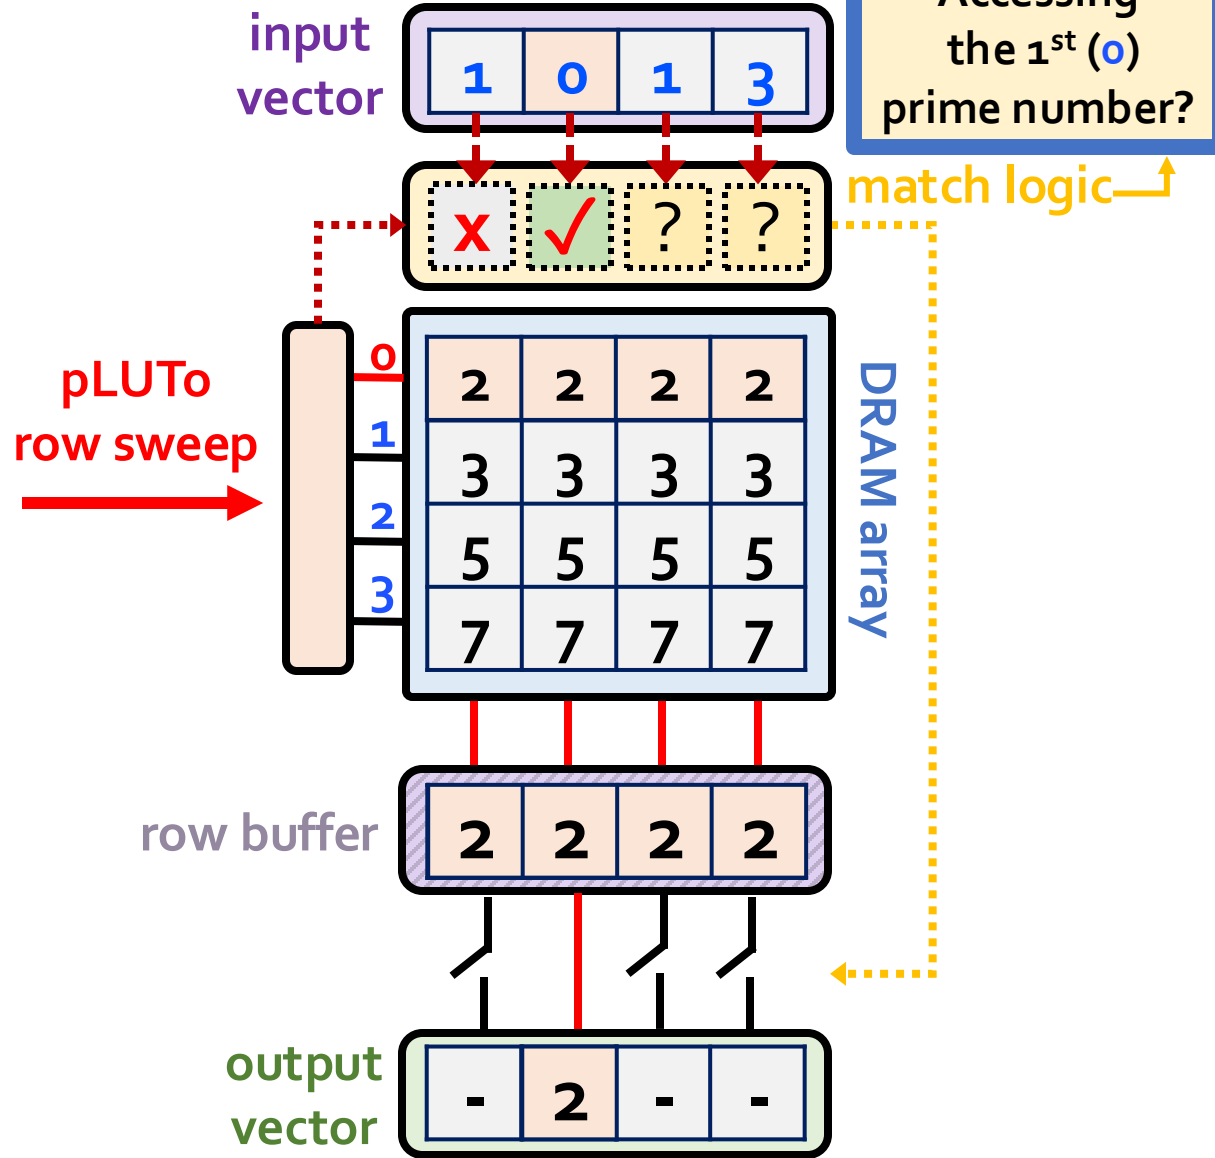 Accessing
the 1st (0)
prime number?
input
vector
1 0 1 3
match logic
x ✓ ? ?
pLUTo
row sweep
0
1
2
3
2 2 2 2
3 3 3 3
5 5 5 5
7 7 7 7
DRAM array
row buffer
2 2 2 2
output
vector
- 2 - -